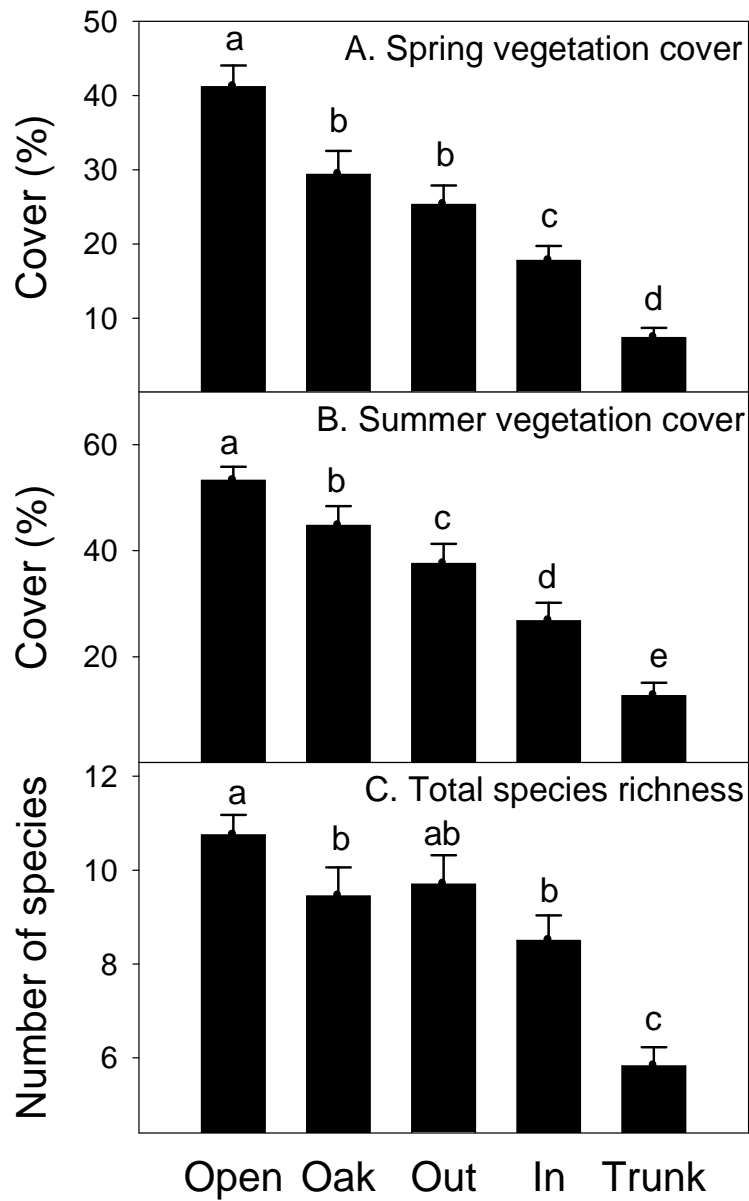 50
40
30
20
10
Cover (%)
A. Spring vegetation cover
a
b
b
c
d
60
40
20
Cover (%)
B. Summer vegetation cover
a
b
c
d
e
12
10
8
6
Number of species
C. Total species richness
a
b
ab
b
c
Open Oak Out In Trunk